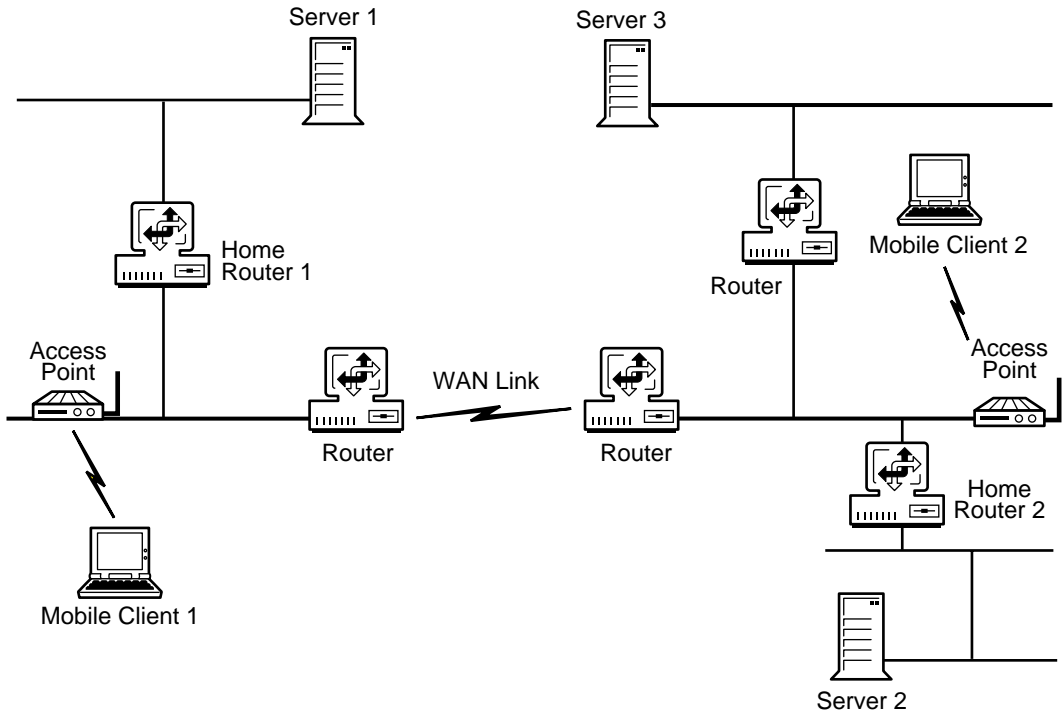 Server 1
Server 3
Mobile Client 2
Home
Router 1
Router
Access
Point
WAN Link
Access
Point
Router
Router
Home
Router 2
Mobile Client 1
Server 2